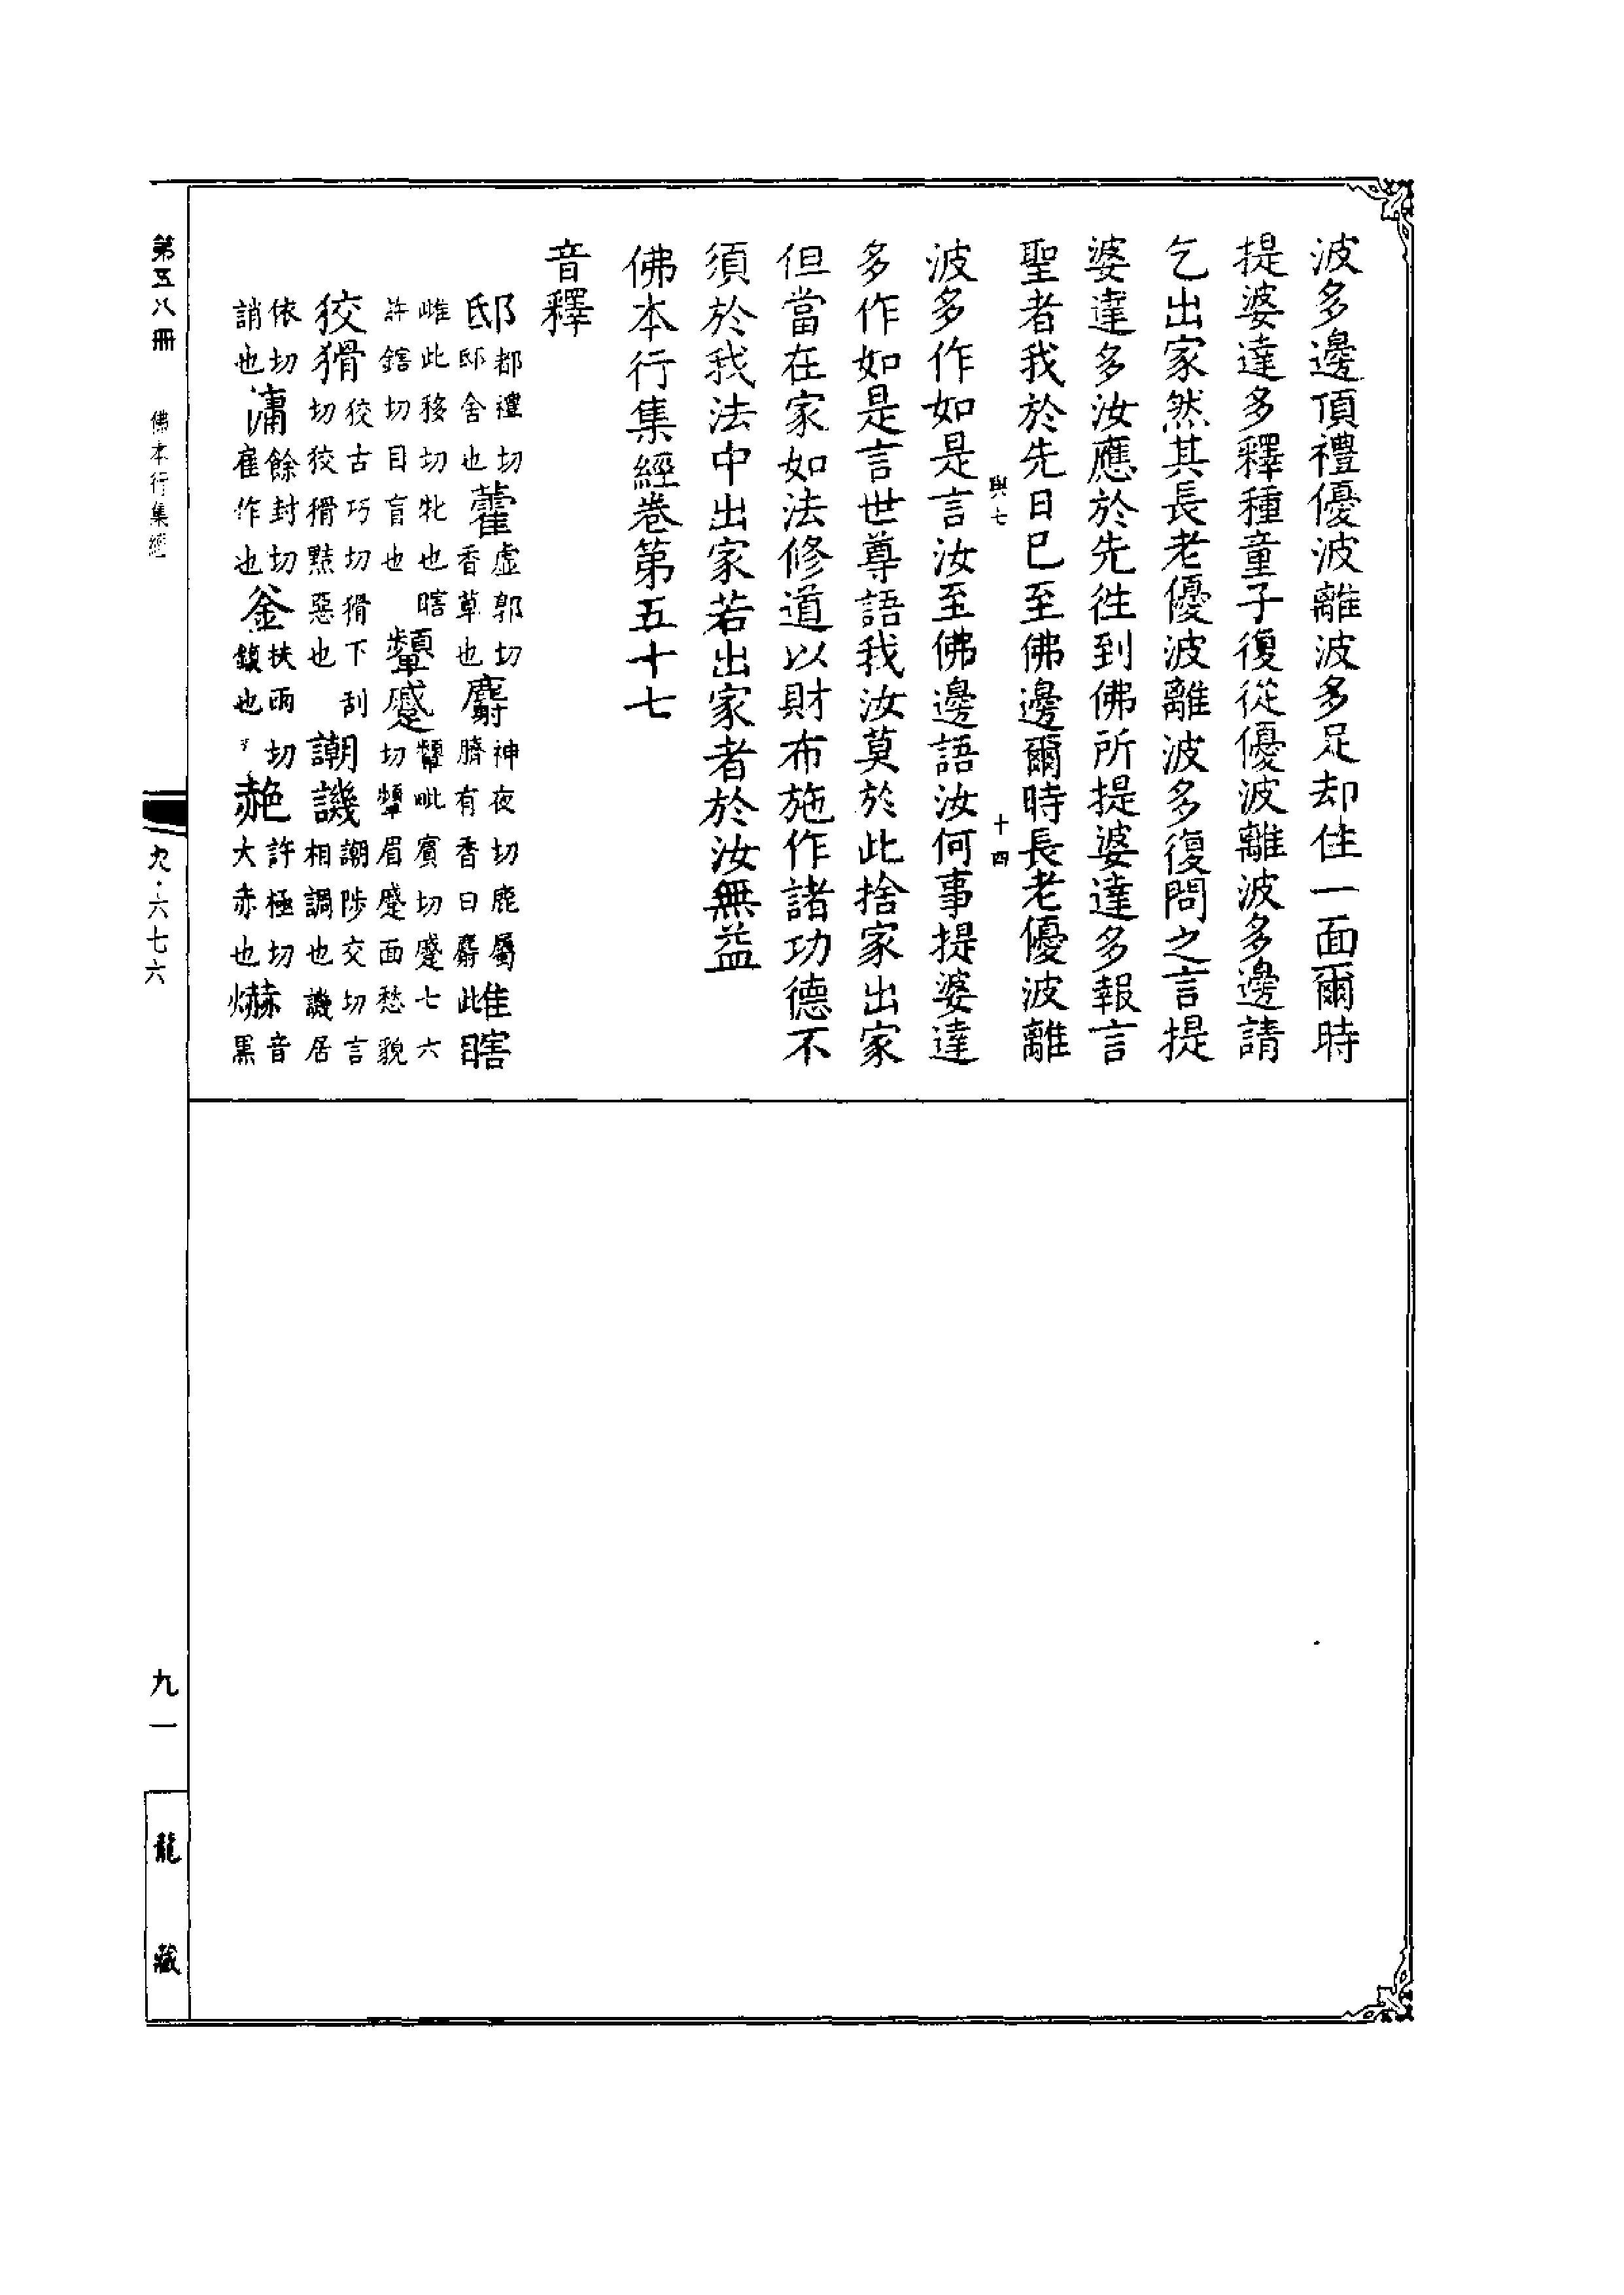 波多邊頂禮優波離波多足却住一面爾時
提婆達多釋種童子復從優波離波多邊請
乞出家然其長老優波離波多復問之言提
婆達多汝應於先往到佛所提婆達多報言
聖者我於先日巳至佛邊爾時長老優波離
與七 十四
波多作如是言汝至佛邊語汝何事提婆達
多作如是言世尊語我汝莫於此捨家出家
但當在家如法修道以財布施作諸功德不
須於我法中出家若出家者於汝無益
佛本行集經卷第五十七
音釋
邸都禮切邸舍也藿虛郭切香草也麝神夜切鹿屬臍有香曰麝雌瞎
雌此移切牝也瞎許鎋切目盲也顰蹙顰毗賓切蹙七六切顰眉蹙面愁貌
狡猾狡古巧切猾下刮切狡猾黠惡也謿譏謿陟交切言相調也譏居
依切誚也滽餘封切雇作也釜扶雨切鍑也赩許極切大赤也爀音黑
第五八冊 佛本行集經
九·六七六
九一
龍藏